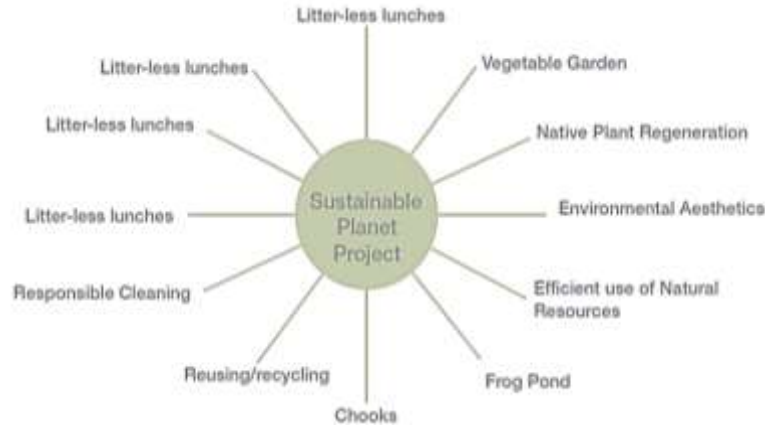 Litter-less lunches
Litter-less lunches
Vegetable Garden
Litter-less lunches
Native Plant Regeneration
Sustainable
Planet
Project
Litter-less lunches
Environmental Aesthetics
Responsible Cleaning
Efficient use of Natural
Resources
Reusing/recycling
Frog Pond
Chooks